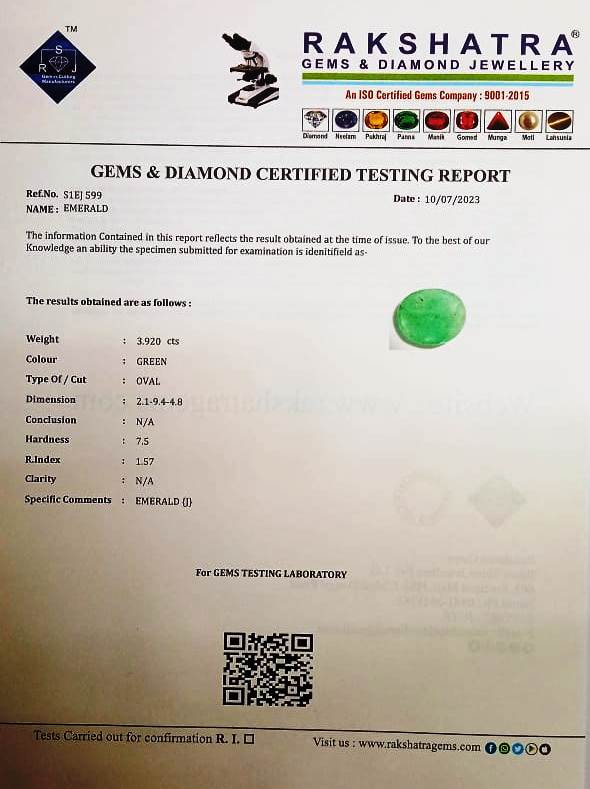 TM
S
R J
Gem n Cutting
Manufacturers
RAKSHATRA®
GEMS & DIAMOND JEWELLERY
An ISO Certified Gems Company : 9001-2015
Diamond Neelam Pukhraj Panna Manik Gomed Munga Moti Lahsunia
GEMS & DIAMOND CERTIFIED TESTING REPORT
Ref.No. S1EJ 599
Date : 10/07/2023
NAME : EMERALD
The information Contained in this report reflects the result obtained at the time of issue. To the best of our
Knowledge an ability the specimen submitted for examination is idenitifield as-
The results obtained are as follows :
Weight : 3.920 cts
Colour : GREEN
Type Of / Cut : OVAL
Dimension : 2.1-9.4-4.8
Conclusion : N/A
Hardness : 7.5
R.Index : 1.57
Clarity : N/A
Specific Comments : EMERALD {J}
For GEMS TESTING LABORATORY
Tests Carried out for confirmation R. I. ☐
Visit us : www.rakshatragems.com